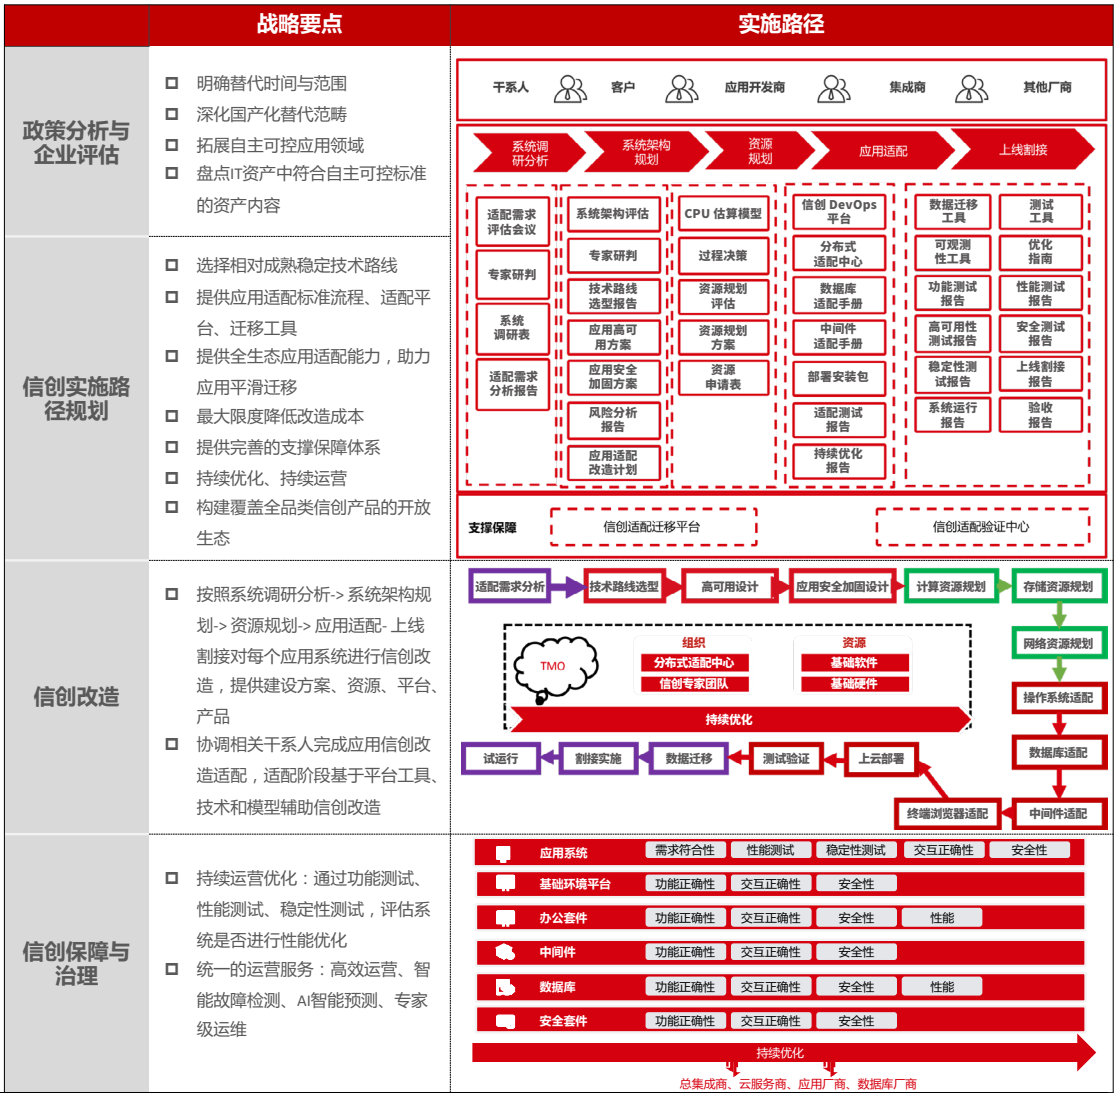 战略要点
实施路径
政策分析与
企业评估
明确替代时间与范围
深化国产化替代范畴
拓展自主可控应用领域
盘点IT资产中符合自主可控标准
的资产内容
信创实施路
径规划
选择相对成熟稳定技术路线
提供应用适配标准流程、适配平
台、迁移工具
提供全生态应用适配能力，助力
应用平滑迁移
最大限度降低改造成本
提供完善的支撑保障体系
持续优化、持续运营
构建覆盖全品类信创产品的开放
生态
干系人
客户
应用开发商
集成商
其他厂商
系统调
研分析
系统架构
规划
资源
规划
应用适配
上线割接
适配需求
评估会议
专家研判
系统
调研表
适配需求
分析报告
系统架构评估
专家研判
技术路线
选型报告
应用高可
用方案
应用安全
加固方案
风险分析
报告
应用适配
改造计划
CPU 估算模型
过程决策
资源规划
评估
资源规划
方案
资源
申请表
信创 DevOps
平台
分布式
适配中心
数据库
适配手册
中间件
适配手册
部署安装包
适配测试
报告
持续优化
报告
数据迁移
工具
可观测
性工具
功能测试
报告
高可用性
测试报告
稳定性测
试报告
系统运行
报告
测试
工具
优化
指南
性能测试
报告
安全测试
报告
上线割接
报告
验收
报告
支撑保障
信创适配迁移平台
信创适配验证中心
信创改造
按照系统调研分析-> 系统架构规
划-> 资源规划-> 应用适配- 上线
割接对每个应用系统进行信创改
造，提供建设方案、资源、平台、
产品
协调相关干系人完成应用信创改
造适配，适配阶段基于平台工具、
技术和模型辅助信创改造
适配需求分析
技术路线选型
高可用设计
应用安全加固设计
计算资源规划
存储资源规划
网络资源规划
操作系统适配
数据库适配
中间件适配
终端浏览器适配
上云部署
测试验证
数据迁移
割接实施
试运行
TMO
组织
分布式适配中心
信创专家团队
资源
基础软件
基础硬件
持续优化
信创保障与
治理
持续运营优化：通过功能测试、
性能测试、稳定性测试，评估系
统是否进行性能优化
统一的运营服务：高效运营、智
能故障检测、AI智能预测、专家
级运维
应用系统 需求符合性 性能测试 稳定性测试 交互正确性 安全性
基础环境平台 功能正确性 交互正确性 安全性
办公套件 功能正确性 交互正确性 安全性 性能
中间件 功能正确性 交互正确性 安全性
数据库 功能正确性 交互正确性 安全性 性能
安全套件 功能正确性 交互正确性 安全性
持续优化
总集成商、云服务商、应用厂商、数据库厂商